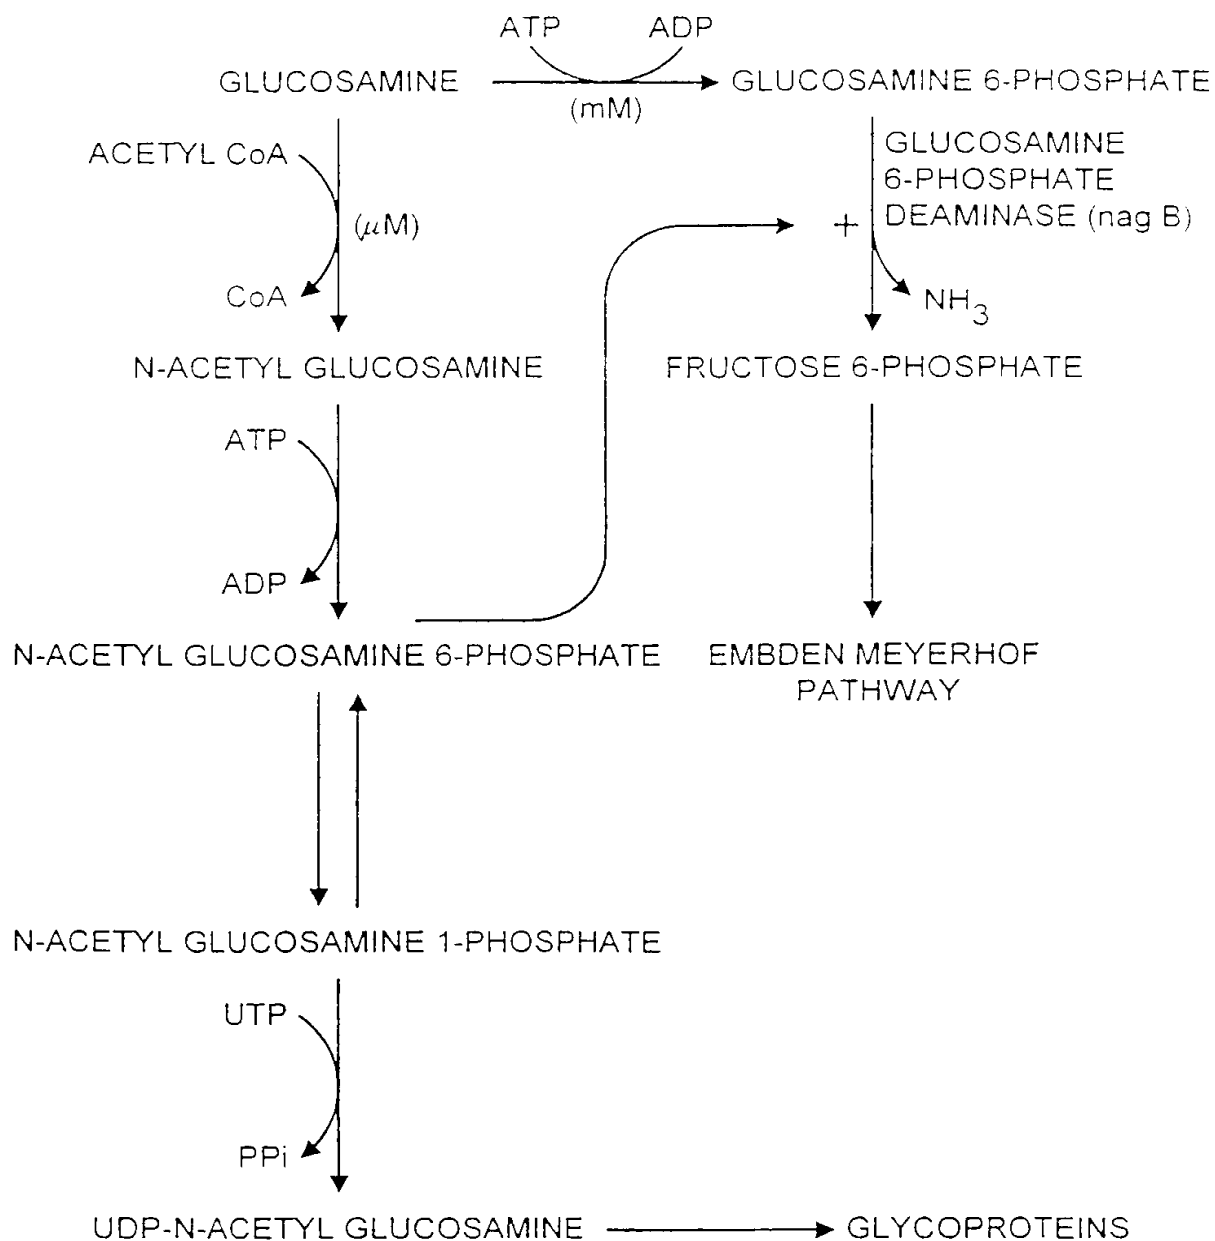 ATP ADP
GLUCOSAMINE GLUCOSAMINE 6-PHOSPHATE
(mM)
ACETYL CoA
(μM)
CoA
GLUCOSAMINE
6-PHOSPHATE
DEAMINASE (nag B)
+
NH3
N-ACETYL GLUCOSAMINE FRUCTOSE 6-PHOSPHATE
ATP
ADP
N-ACETYL GLUCOSAMINE 6-PHOSPHATE
EMBDEN MEYERHOF
PATHWAY
N-ACETYL GLUCOSAMINE 1-PHOSPHATE
UTP
PPi
UDP-N-ACETYL GLUCOSAMINE GLYCOPROTEINS